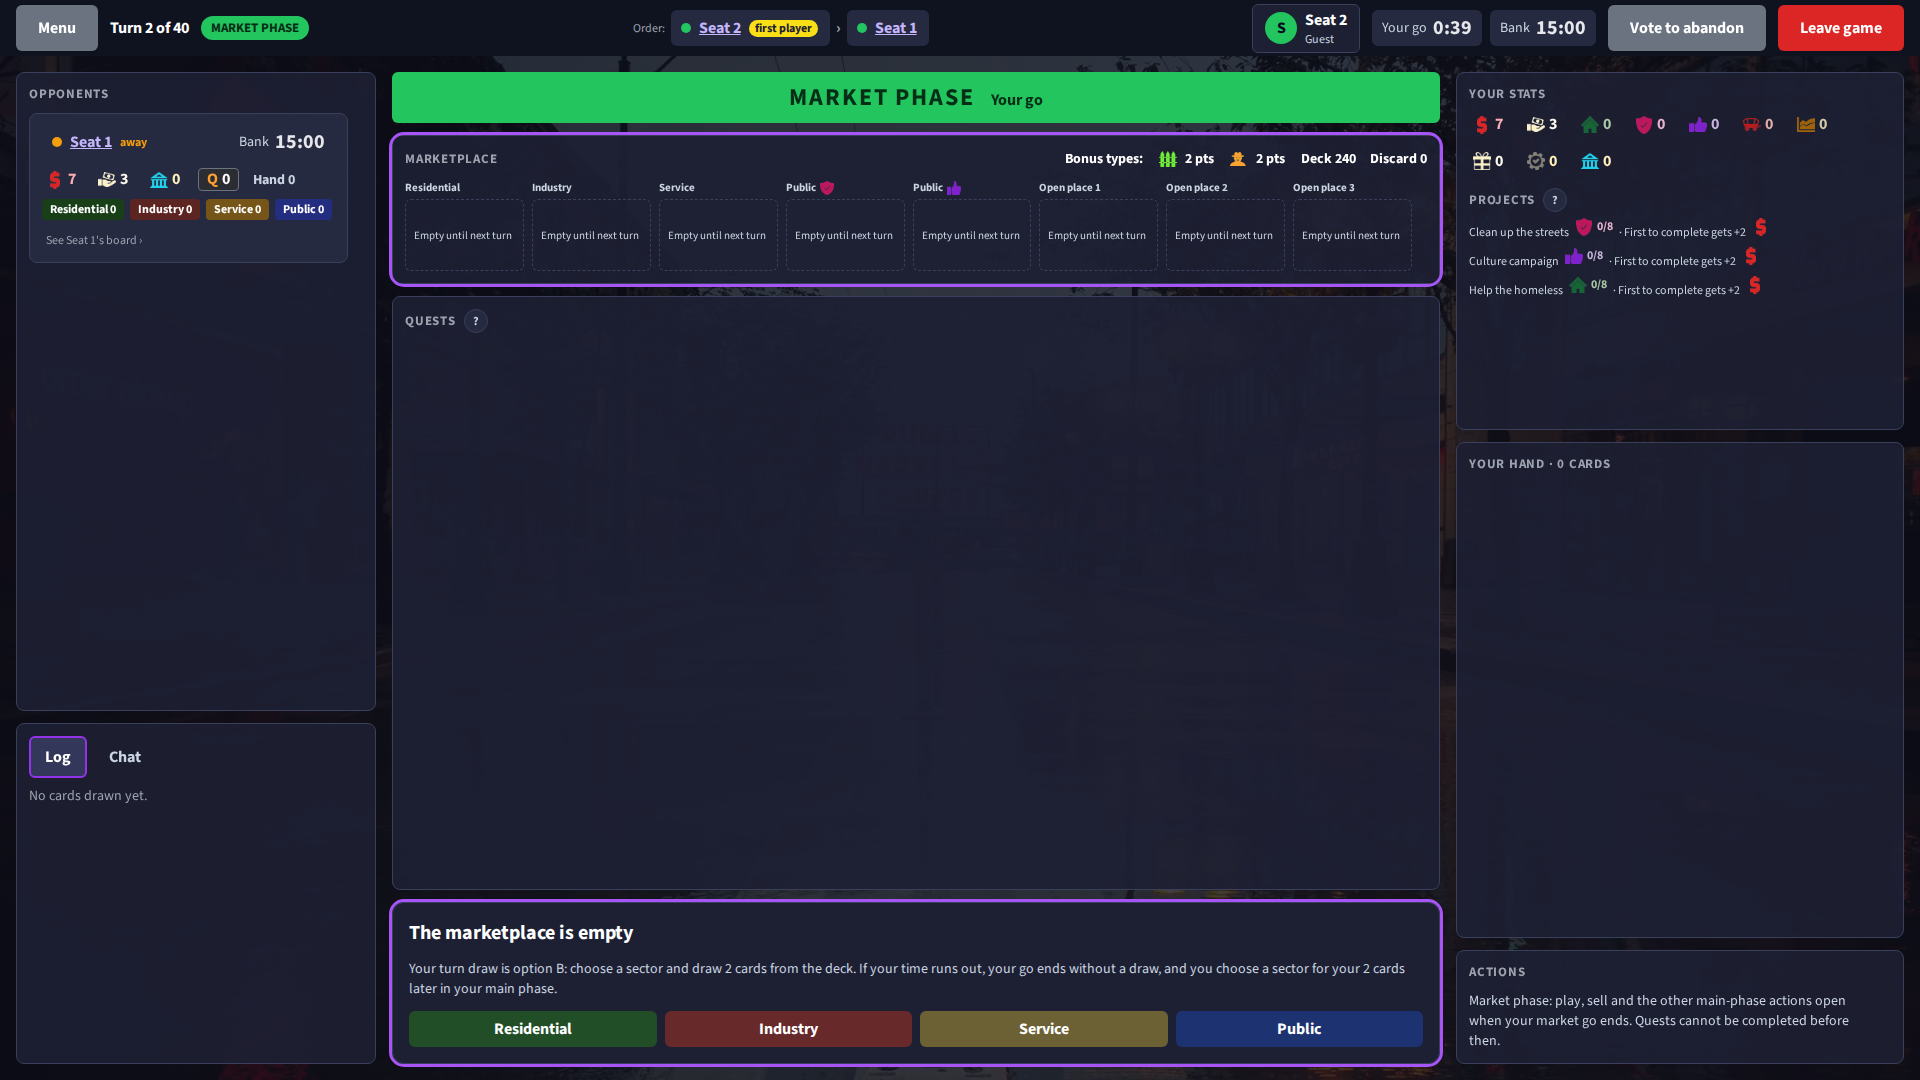 Menu
Turn 2 of 40
MARKET PHASE
Order:
Seat 2
first player
›
Seat 1
S
Seat 2
Guest
Your go 0:39
Bank 15:00
Vote to abandon
Leave game
OPPONENTS
Seat 1 away
Bank 15:00
7
3
0
Q 0
Hand 0
Residential 0
Industry 0
Service 0
Public 0
See Seat 1's board ›
Log
Chat
No cards drawn yet.
MARKET PHASE Your go
MARKETPLACE
Bonus types: 2 pts 2 pts Deck 240 Discard 0
Residential
Industry
Service
Public
Public
Open place 1
Open place 2
Open place 3
Empty until next turn
Empty until next turn
Empty until next turn
Empty until next turn
Empty until next turn
Empty until next turn
Empty until next turn
Empty until next turn
QUESTS ?
The marketplace is empty
Your turn draw is option B: choose a sector and draw 2 cards from the deck. If your time runs out, your go ends without a draw, and you choose a sector for your 2 cards
later in your main phase.
Residential
Industry
Service
Public
YOUR STATS
7 3 0 0 0 0 0
0 0 0
PROJECTS ?
Clean up the streets 0/8 · First to complete gets +2
Culture campaign 0/8 · First to complete gets +2
Help the homeless 0/8 · First to complete gets +2
YOUR HAND · 0 CARDS
ACTIONS
Market phase: play, sell and the other main-phase actions open
when your market go ends. Quests cannot be completed before
then.